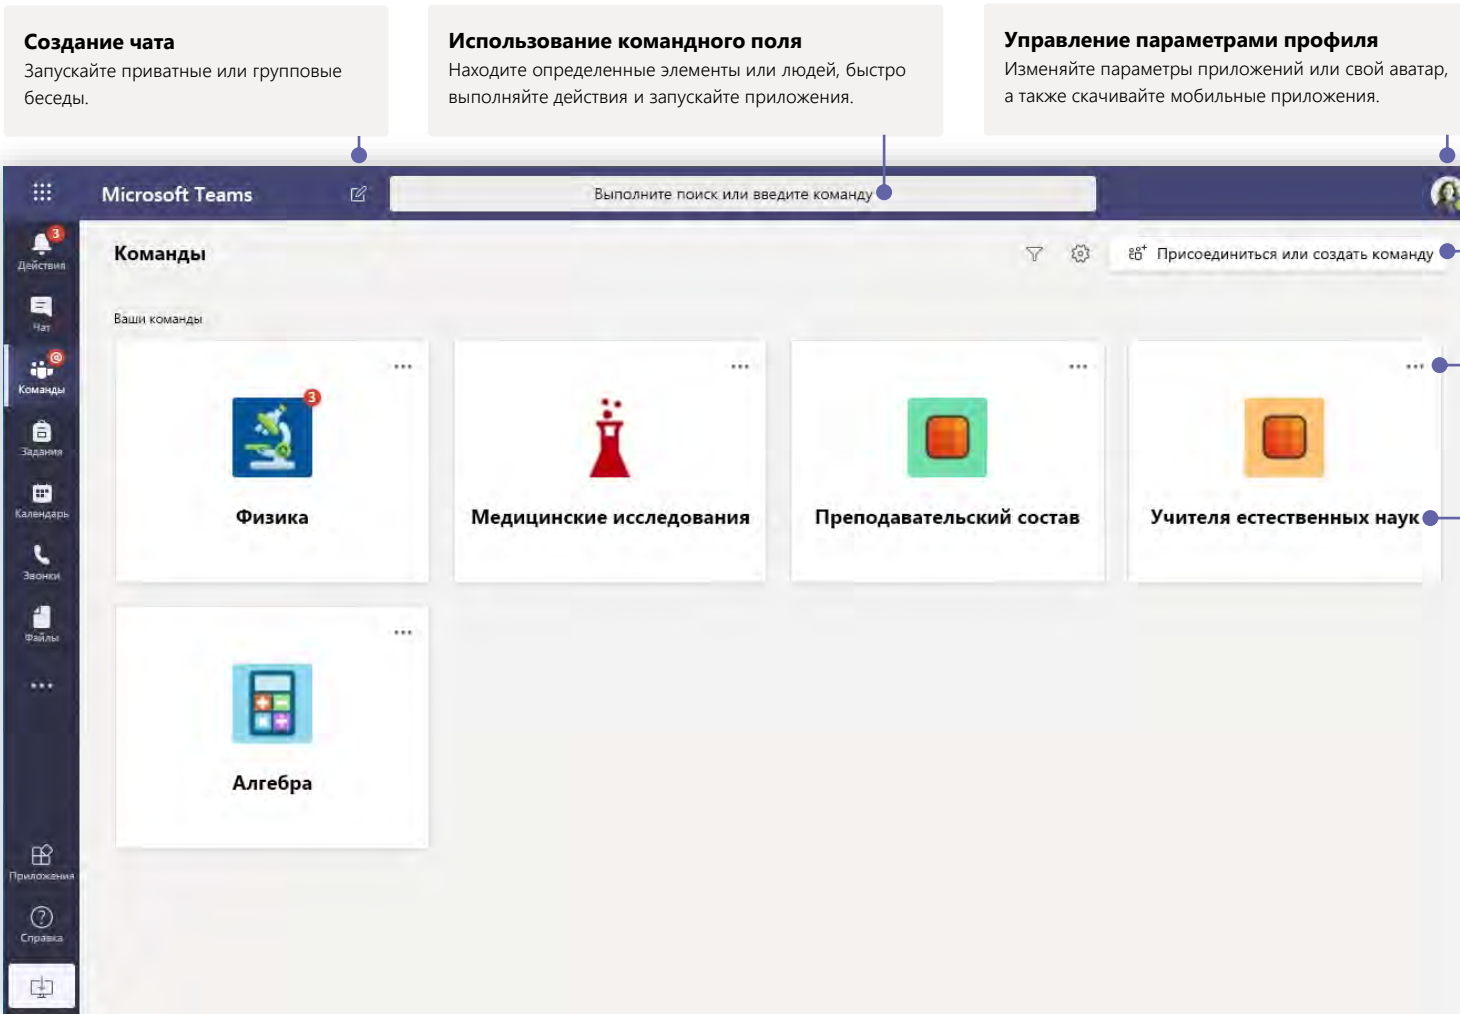 Создание чата
Запускайте приватные или групповые
беседы.
Использование командного поля
Находите определенные элементы или людей, быстро
выполняйте действия и запускайте приложения.
Управление параметрами профиля
Изменяйте параметры приложений или свой аватар,
а также скачивайте мобильные приложения.
Microsoft Teams
Выполните поиск или введите команду
3
Действия
Чат
@
Команды
Задания
Календарь
Звонки
Файлы
Приложения
Справка
Команды
Присоединиться или создать команду
Ваши команды
3
Физика
Медицинские исследования
Преподавательский состав
Учителя естественных наук
Алгебра